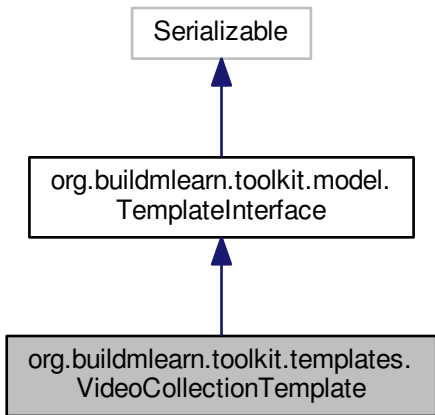 Serializable
org.buildmlearn.toolkit.model.
TemplateInterface
org.buildmlearn.toolkit.templates.
VideoCollectionTemplate